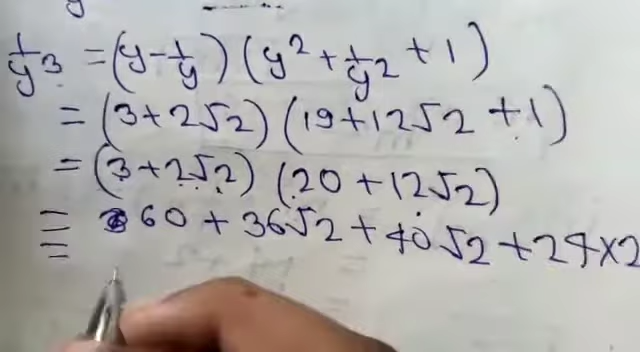 1/y3 = (y - 1/y) (y² + 1/y² + 1)
= (3 + 2√2) (19 + 12√2 + 1)
= (3 + 2√2) (20 + 12√2)
= 60 + 36√2 + 40√2 + 24×2
=